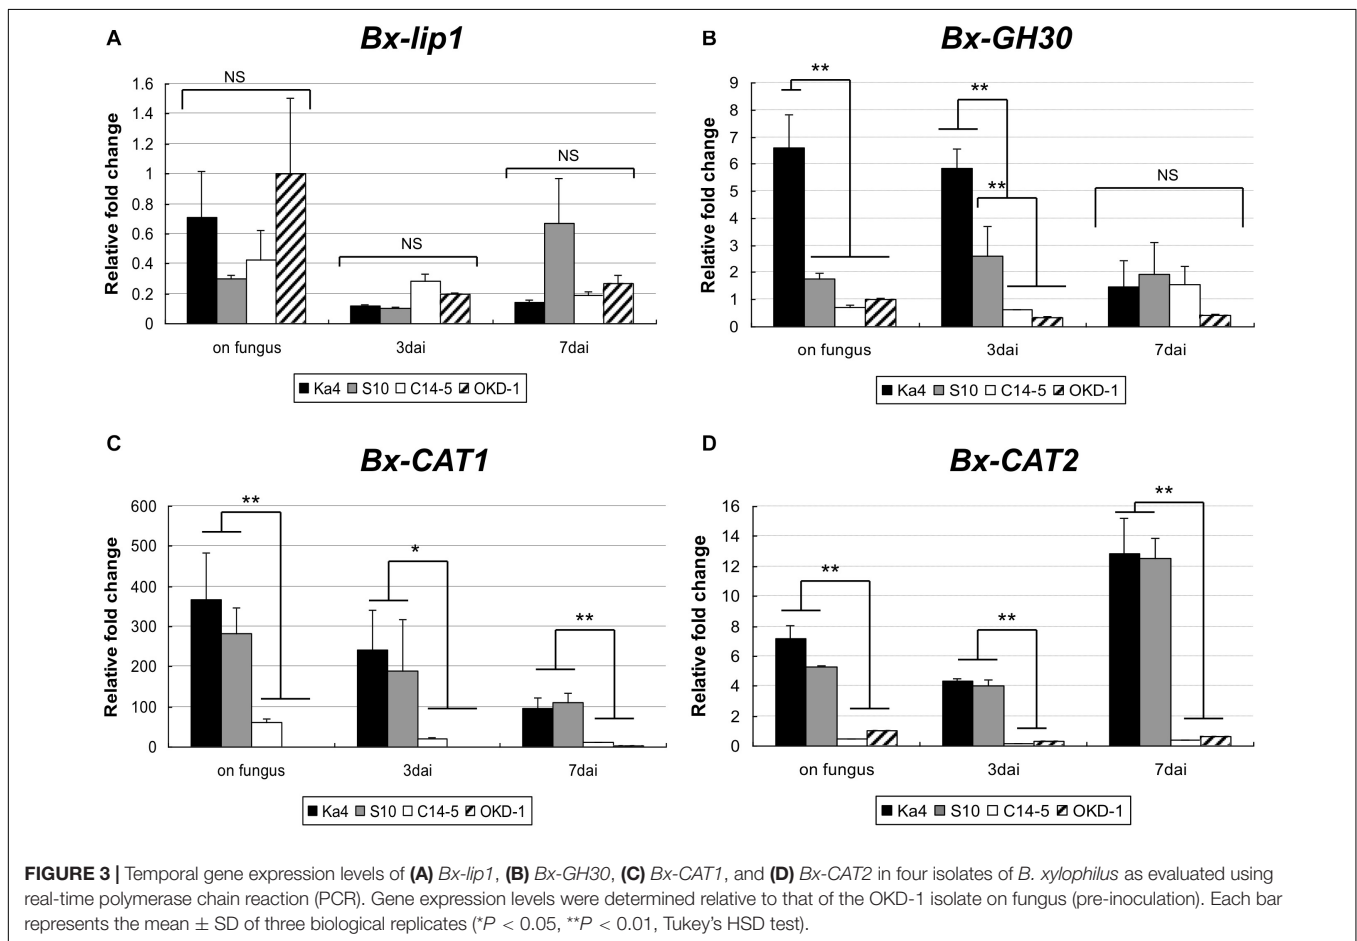 A
Bx-lip1
Relative fold change
1.6
1.4
1.2
1
0.8
0.6
0.4
0.2
0
NS
NS
NS
on fungus 3dai 7dai
Ka4 S10 C14-5 OKD-1
B
Bx-GH30
Relative fold change
9
8
7
6
5
4
3
2
1
0
**
**
**
NS
on fungus 3dai 7dai
Ka4 S10 C14-5 OKD-1
C
Bx-CAT1
Relative fold change
600
500
400
300
200
100
0
**
*
**
on fungus 3dai 7dai
Ka4 S10 C14-5 OKD-1
D
Bx-CAT2
Relative fold change
16
14
12
10
8
6
4
2
0
**
**
**
on fungus 3dai 7dai
Ka4 S10 C14-5 OKD-1
FIGURE 3 | Temporal gene expression levels of (A) Bx-lip1, (B) Bx-GH30, (C) Bx-CAT1, and (D) Bx-CAT2 in four isolates of B. xylophilus as evaluated using
real-time polymerase chain reaction (PCR). Gene expression levels were determined relative to that of the OKD-1 isolate on fungus (pre-inoculation). Each bar
represents the mean ± SD of three biological replicates (*P < 0.05, **P < 0.01, Tukey's HSD test).